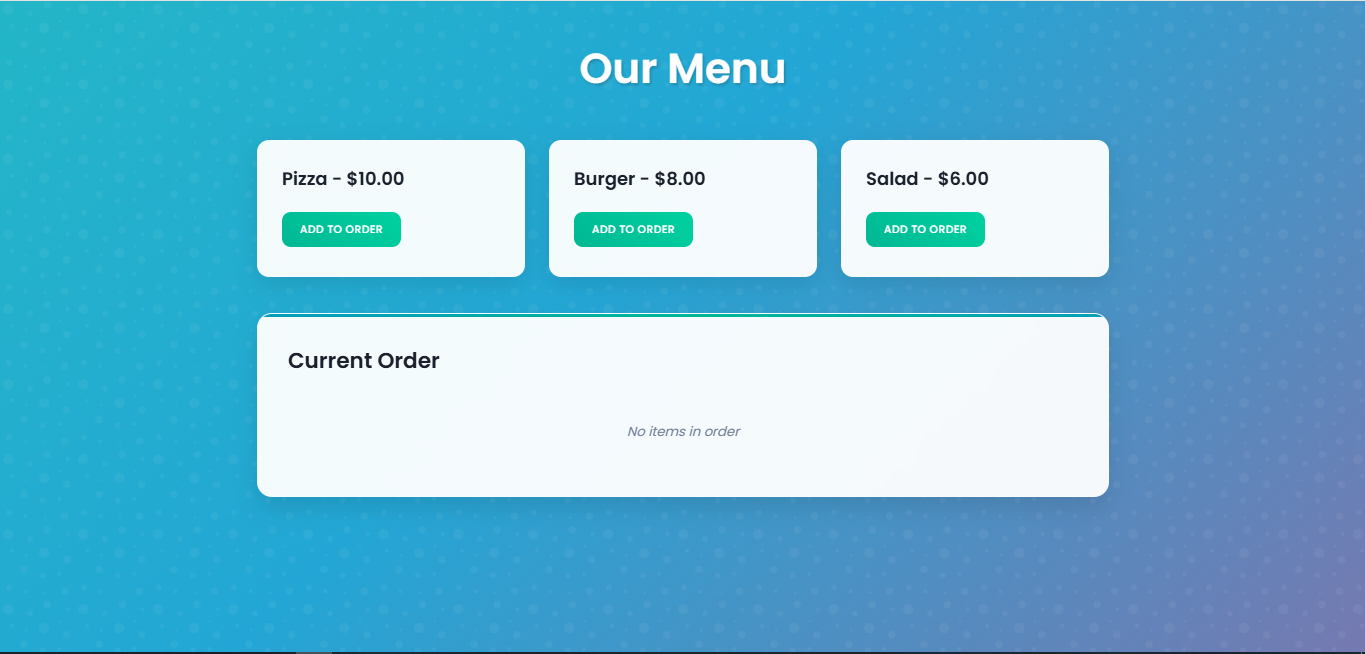 Our Menu
Pizza - $10.00
ADD TO ORDER
Burger - $8.00
ADD TO ORDER
Salad - $6.00
ADD TO ORDER
Current Order
No items in order